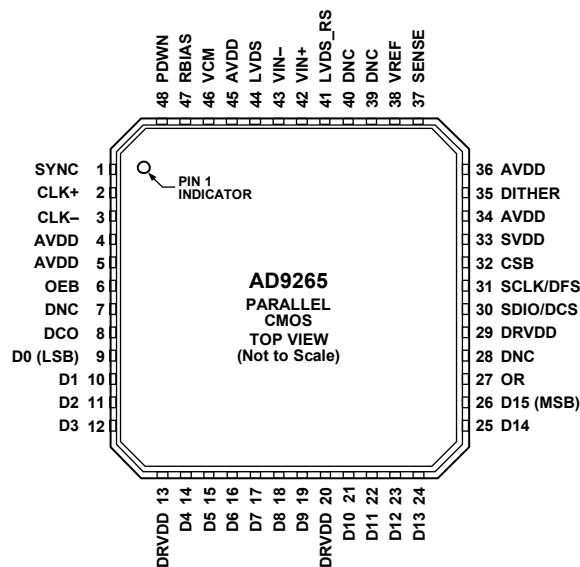 48 PDWN
47 RBIAS
46 VCM
45 AVDD
44 LVDS
43 VIN–
42 VIN+
41 LVDS_RS
40 DNC
39 DNC
38 VREF
37 SENSE
SYNC 1
CLK+ 2
CLK– 3
AVDD 4
AVDD 5
OEB 6
DNC 7
DCO 8
D0 (LSB) 9
D1 10
D2 11
D3 12
PIN 1
INDICATOR
AD9265
PARALLEL
CMOS
TOP VIEW
(Not to Scale)
36 AVDD
35 DITHER
34 AVDD
33 SVDD
32 CSB
31 SCLK/DFS
30 SDIO/DCS
29 DRVDD
28 DNC
27 OR
26 D15 (MSB)
25 D14
DRVDD 13
D4 14
D5 15
D6 16
D7 17
D8 18
D9 19
DRVDD 20
D10 21
D11 22
D12 23
D13 24